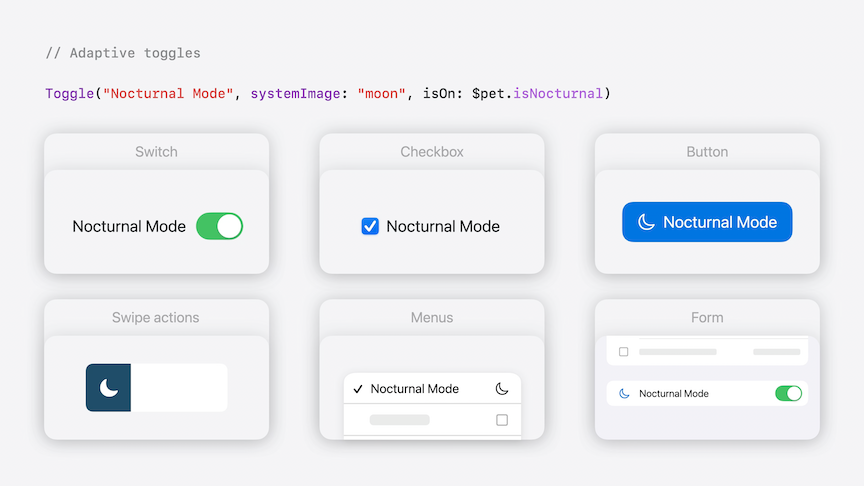 // Adaptive toggles
Toggle("Nocturnal Mode", systemImage: "moon", isOn: $pet.isNocturnal)
Switch
Nocturnal Mode
Checkbox
Nocturnal Mode
Button
Nocturnal Mode
Swipe actions
Menus
Nocturnal Mode
Form
Nocturnal Mode